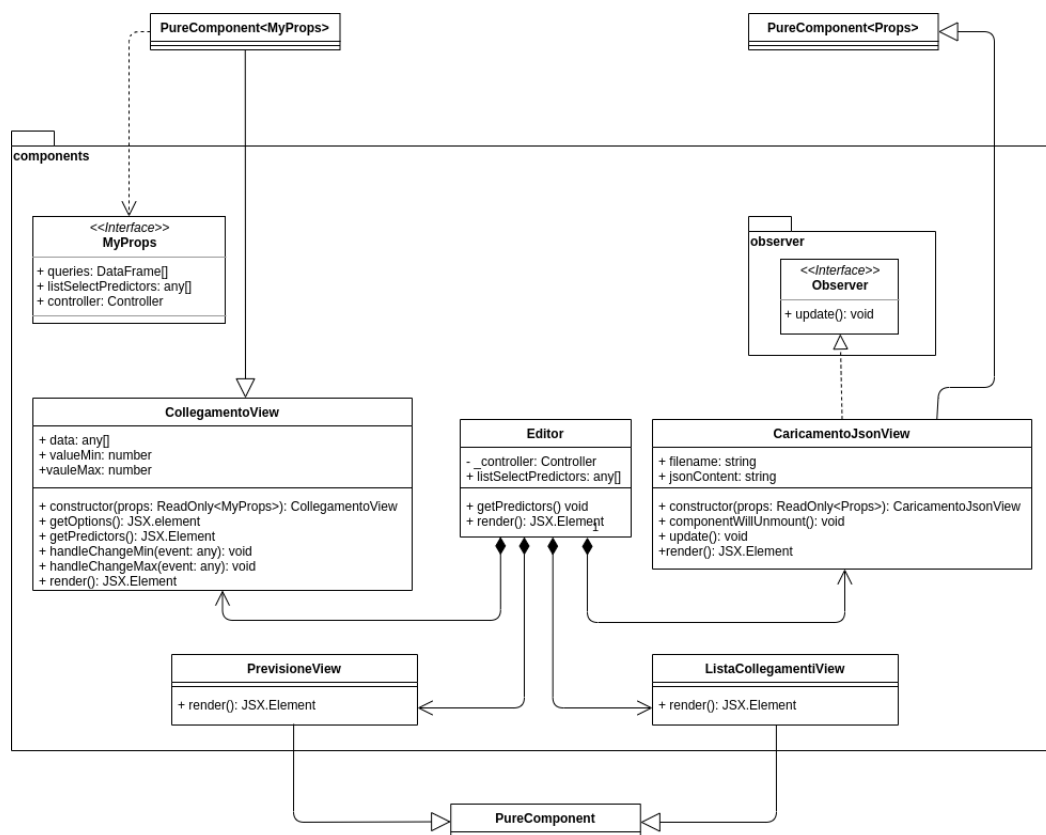 PureComponent<MyProps>
PureComponent<Props>
components
<<Interface>>
MyProps
+ queries: DataFrame[]
+ listSelectPredictors: any[]
+ controller: Controller
observer
<<Interface>>
Observer
+ update(): void
CollegamentoView
+ data: any[]
+ valueMin: number
+vauleMax: number
+ constructor(props: ReadOnly<MyProps>): CollegamentoView
+ getOptions(): JSX.element
+ getPredictors(): JSX.Element
+ handleChangeMin(event: any): void
+ handleChangeMax(event: any): void
+ render(): JSX.Element
Editor
- _controller: Controller
+ listSelectPredictors: any[]
+ getPredictors() void
+ render(): JSX.Element
1
CaricamentoJsonView
+ filename: string
+ jsonContent: string
+ constructor(props: ReadOnly<Props>): CaricamentoJsonView
+ componentWillUnmount(): void
+ update(): void
+render(): JSX.Element
PrevisioneView
+ render(): JSX.Element
ListaCollegamentiView
+ render(): JSX.Element
PureComponent